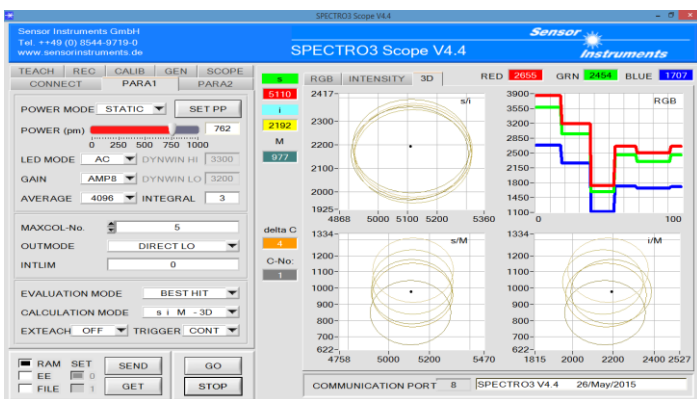 SPECTRO3 Scope V4.4
Sensor Instruments GmbH
Tel. ++49 (0) 8544-9719-0
www.sensorinstruments.de
SPECTRO3 Scope V4.4
Sensor
Instruments
TEACH REC CALIB GEN SCOPE
CONNECT PARA1 PARA2
POWER MODE STATIC SET PP
POWER (pm) 762
0 250 500 750 1000
LED MODE AC DYNWIN HI 3300
GAIN AMP8 DYNWIN LO 3200
AVERAGE 4096 INTEGRAL 3
MAXCOL-No. 5
OUTMODE DIRECT LO
INTLIM 0
EVALUATION MODE BEST HIT
CALCULATION MODE s i M - 3D
EXTEACH OFF TRIGGER CONT
RAM SET SEND GO
EE 0
FILE 1 GET STOP
s
5110
i
2192
M
977
delta C
4
C-No:
1
RGB INTENSITY 3D RED 2655 GRN 2454 BLUE 1707
2417
2300
2200
2100
2000
1925
4868 5000 5100 5200 5360
s/i
3900
3550
3200
2850
2500
2150
1800
1450
1100
0 100
RGB
1334
1200
1100
1000
900
800
700
622
4758 5000 5200 5470
s/M
1334
1200
1100
1000
900
800
700
622
1815 2000 2200 2400 2527
i/M
COMMUNICATION PORT 8 SPECTRO3 V4.4 26/May/2015